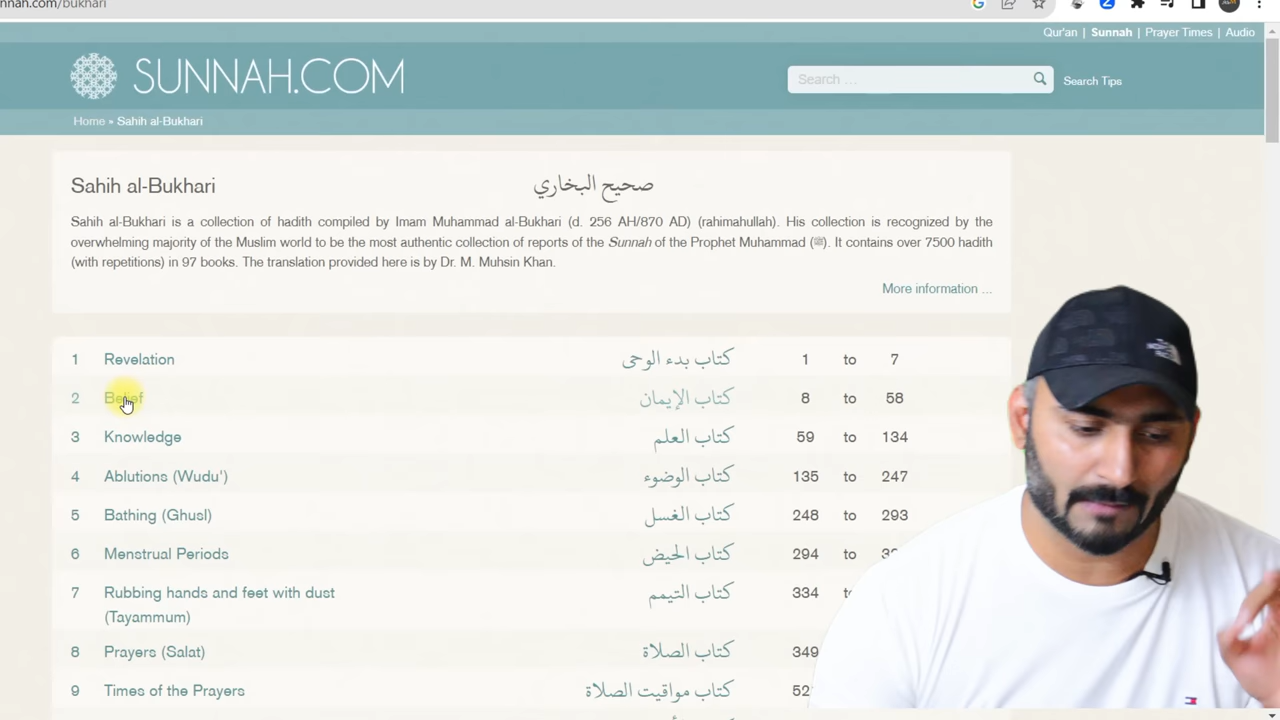 nnah.com/bukhari
Qur'an | Sunnah | Prayer Times | Audio
SUNNAH.COM
Search ...
Search Tips
Home » Sahih al-Bukhari
Sahih al-Bukhari صحيح البخاري
Sahih al-Bukhari is a collection of hadith compiled by Imam Muhammad al-Bukhari (d. 256 AH/870 AD) (rahimahullah). His collection is recognized by the
overwhelming majority of the Muslim world to be the most authentic collection of reports of the Sunnah of the Prophet Muhammad (ﷺ). It contains over 7500 hadith
(with repetitions) in 97 books. The translation provided here is by Dr. M. Muhsin Khan.
More information ...
1 Revelation كتاب بدء الوحى 1 to 7
2 Belief كتاب الإيمان 8 to 58
3 Knowledge كتاب العلم 59 to 134
4 Ablutions (Wudu') كتاب الوضوء 135 to 247
5 Bathing (Ghusl) كتاب الغسل 248 to 293
6 Menstrual Periods كتاب الحيض 294 to
7 Rubbing hands and feet with dust كتاب التيمم 334
(Tayammum)
8 Prayers (Salat) كتاب الصلاة 349
9 Times of the Prayers كتاب مواقيت الصلاة